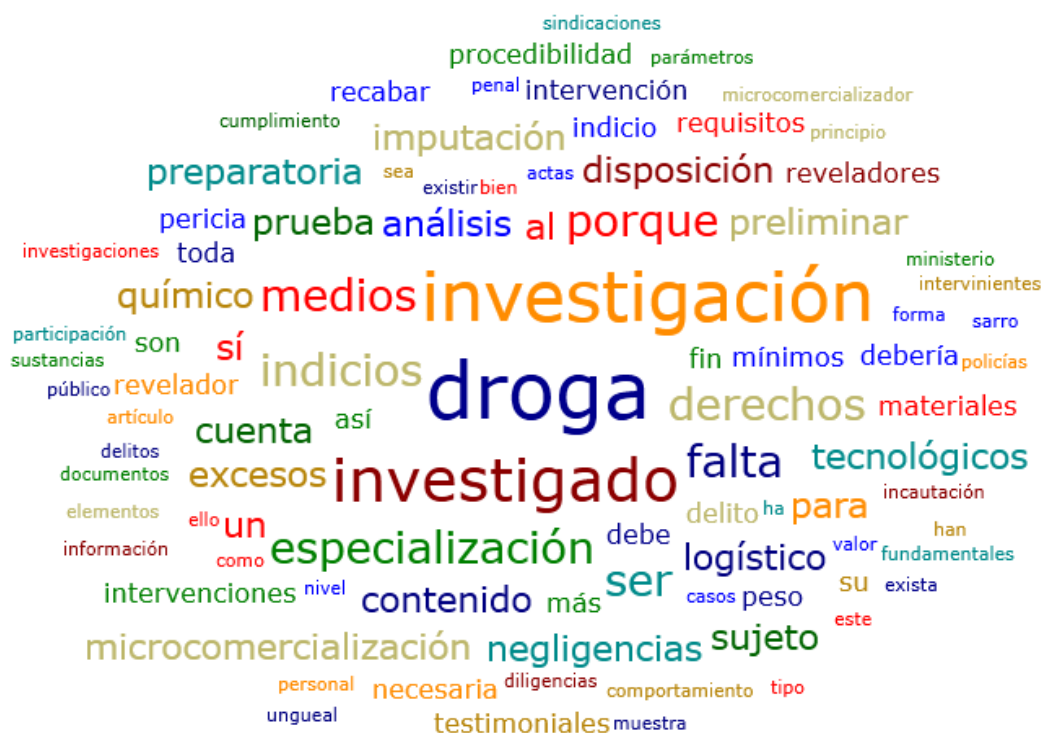 sindicaciones
procedibilidad parámetros
recabar penal intervención microcomercializador
cumplimiento imputación indicio requisitos principio
preparatoria sea existir bien actas disposición reveladores
pericia prueba análisis al porque preliminar
investigaciones toda ministerio
químico medios investigación intervinientes
participación son sí forma sarro
sustancias indicios droga fin mínimos debería policías
público revelador derechos materiales
artículo cuenta así
delitos falta tecnológicos
documentos excesos investigado incautación
elementos ello un delito ha para han
información como especialización debe logístico valor fundamentales
intervenciones nivel contenido más ser casos peso su exista
este
microcomercialización negligencias sujeto
personal necesaria diligencias comportamiento tipo
ungueal testimoniales muestra